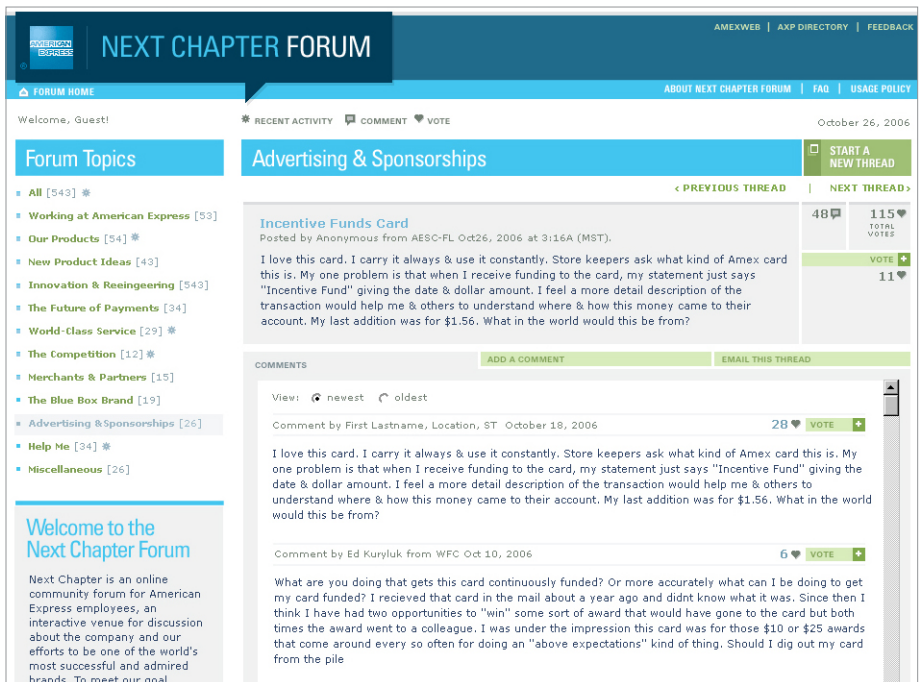 AMERICAN EXPRESS
NEXT CHAPTER FORUM
AMEXWEB | AXP DIRECTORY | FEEDBACK
FORUM HOME
ABOUT NEXT CHAPTER FORUM | FAQ | USAGE POLICY
Welcome, Guest!
RECENT ACTIVITY COMMENT VOTE
October 26, 2006
Forum Topics
All [543]
Working at American Express [53]
Our Products [54]
New Product Ideas [43]
Innovation & Reeingeering [543]
The Future of Payments [34]
World-Class Service [29]
The Competition [12]
Merchants & Partners [15]
The Blue Box Brand [19]
Advertising &Sponsorships [26]
Help Me [34]
Miscellaneous [26]
Welcome to the
Next Chapter Forum
Next Chapter is an online
community forum for American
Express employees, an
interactive venue for discussion
about the company and our
efforts to be one of the world's
most successful and admired
brands. To meet our goal
Advertising & Sponsorships
START A
NEW THREAD
< PREVIOUS THREAD | NEXT THREAD>
Incentive Funds Card
Posted by Anonymous from AESC-FL Oct26, 2006 at 3:16A (MST).
I love this card. I carry it always & use it constantly. Store keepers ask what kind of Amex card
this is. My one problem is that when I receive funding to the card, my statement just says
"Incentive Fund" giving the date & dollar amount. I feel a more detail description of the
transaction would help me & others to understand where & how this money came to their
account. My last addition was for $1.56. What in the world would this be from?
48
115
TOTAL
VOTES
VOTE +
11
COMMENTS
ADD A COMMENT
EMAIL THIS THREAD
View: newest oldest
Comment by First Lastname, Location, ST October 18, 2006
28 VOTE +
I love this card. I carry it always & use it constantly. Store keepers ask what kind of Amex card this is. My
one problem is that when I receive funding to the card, my statement just says "Incentive Fund" giving the
date & dollar amount. I feel a more detail description of the transaction would help me & others to
understand where & how this money came to their account. My last addition was for $1.56. What in the world
would this be from?
Comment by Ed Kuryluk from WFC Oct 10, 2006
6 VOTE +
What are you doing that gets this card continuously funded? Or more accurately what can I be doing to get
my card funded? I recieved that card in the mail about a year ago and didnt know what it was. Since then I
think I have had two opportunities to "win" some sort of award that would have gone to the card but both
times the award went to a colleague. I was under the impression this card was for those $10 or $25 awards
that come around every so often for doing an "above expectations" kind of thing. Should I dig out my card
from the pile